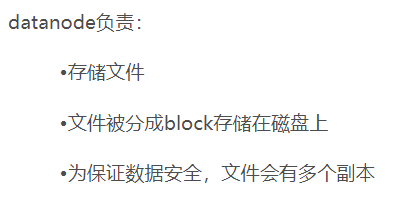 datanode负责：
•存储文件
•文件被分成block存储在磁盘上
•为保证数据安全，文件会有多个副本